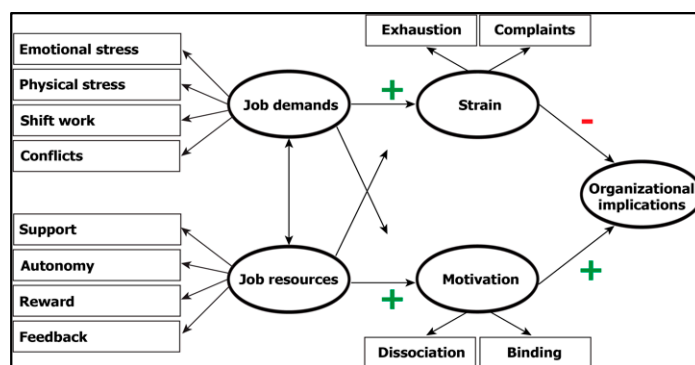 Exhaustion
Complaints
Emotional stress
Physical stress
Shift work
Conflicts
Job demands
+
Strain
-
Organizational
implications
Support
Autonomy
Reward
Feedback
Job resources
+
Motivation
+
Dissociation
Binding